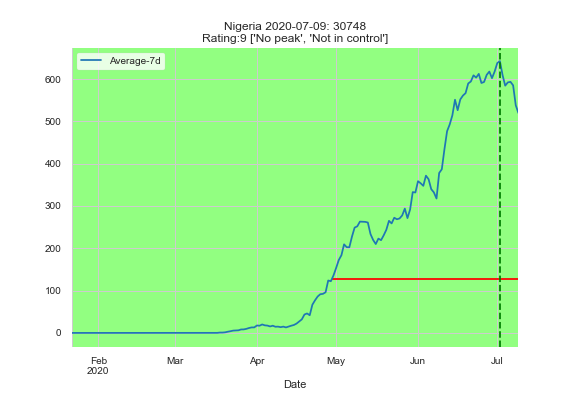 Nigeria 2020-07-09: 30748
Rating:9 ['No peak', 'Not in control']
Average-7d
600
500
400
300
200
100
0
Feb Mar Apr May Jun Jul
2020
Date